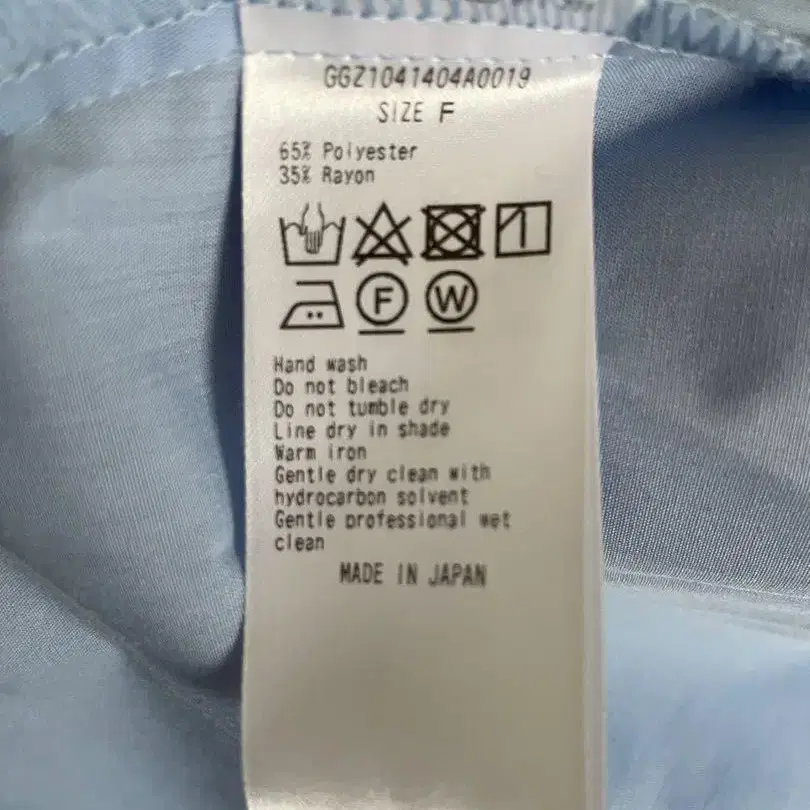 GGZ1041404A0019
SIZE F
65% Polyester
35% Rayon
F W
Hand wash
Do not bleach
Do not tumble dry
Line dry in shade
Warm iron
Gentle dry clean with
hydrocarbon solvent
Gentle professional wet
clean
MADE IN JAPAN